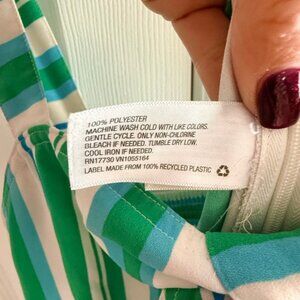 100% POLYESTER
MACHINE WASH COLD WITH LIKE COLORS.
GENTLE CYCLE. ONLY NON-CHLORINE
BLEACH IF NEEDED. TUMBLE DRY LOW.
COOL IRON IF NEEDED.
RN17730 VN1055164
LABEL MADE FROM 100% RECYCLED PLASTIC